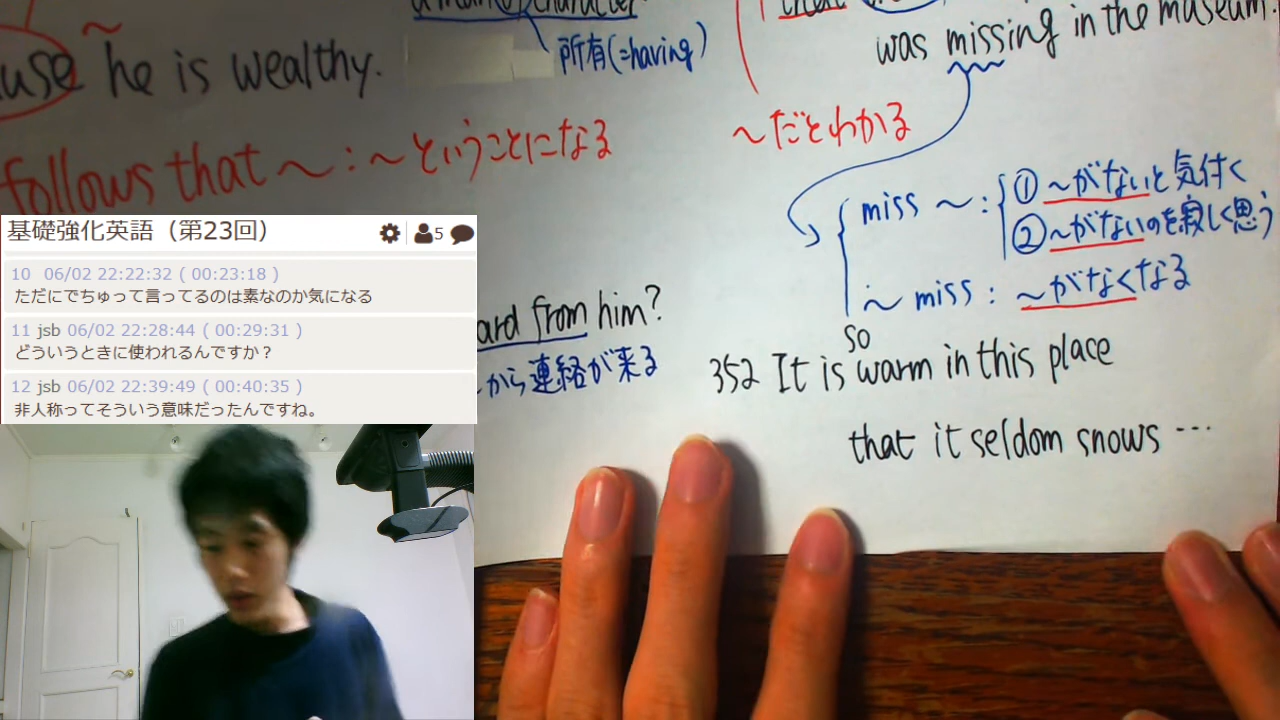 a man of character
所有(=having)
use he is wealthy.
follows that ～：～ということになる
was missing in the museum.
～だとわかる
miss ～：①～がないと気付く
②～がないのを寂しく思う
～ miss：～がなくなる
ard from him?
から連絡が来る
so
352 It is warm in this place
that it seldom snows …
基礎強化英語（第23回）
5
10 06/02 22:22:32 ( 00:23:18 )
ただにでちゅって言ってるのは素なのか気になる
11 jsb 06/02 22:28:44 ( 00:29:31 )
どういうときに使われるんですか？
12 jsb 06/02 22:39:49 ( 00:40:35 )
非人称ってそういう意味だったんですね。